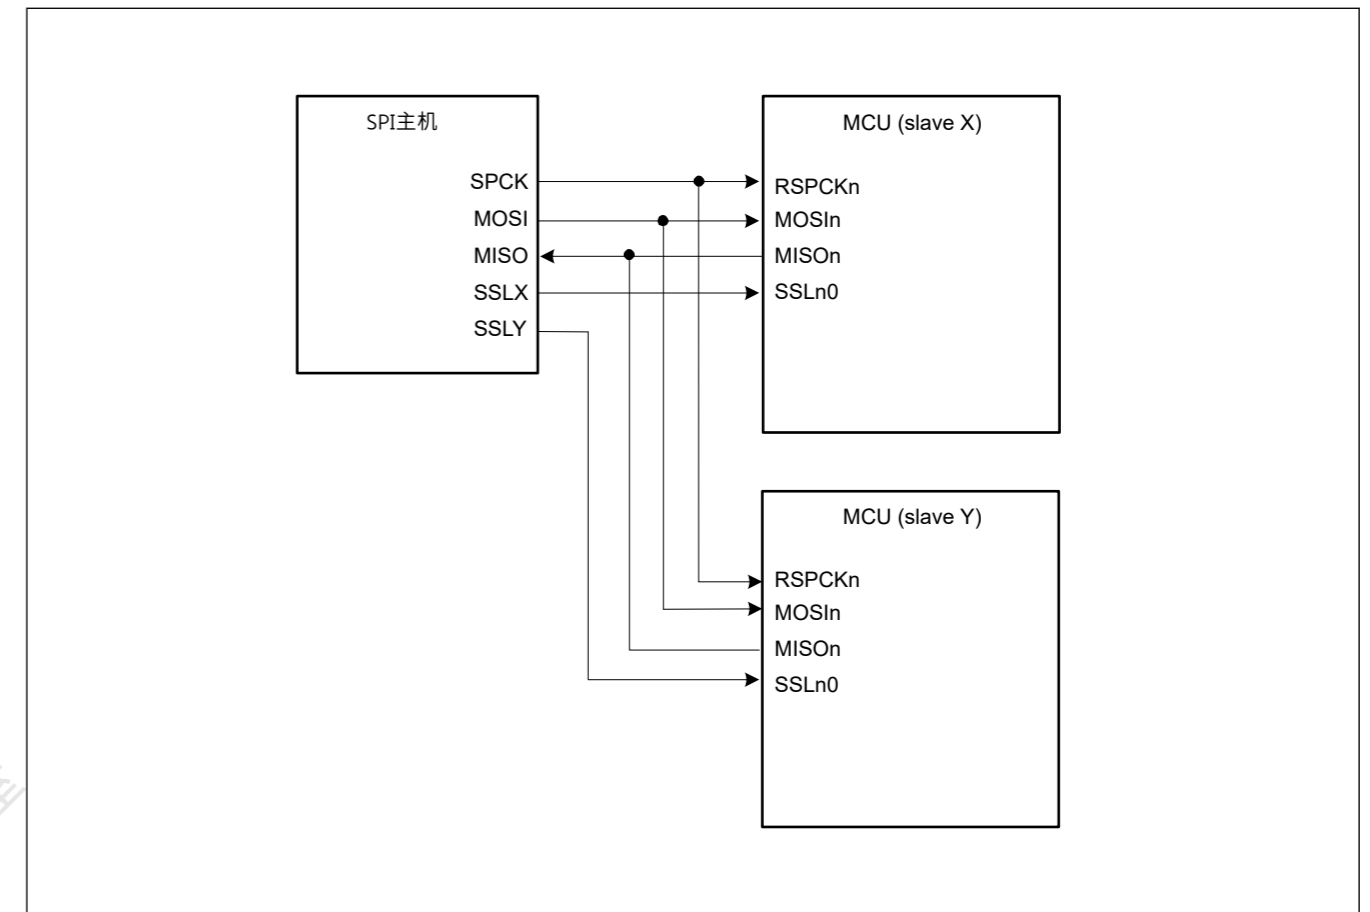 SPI主机
SPCK
MOSI
MISO
SSLX
SSLY
MCU (slave X)
RSPCKn
MOSIn
MISOn
SSLn0
MCU (slave Y)
RSPCKn
MOSIn
MISOn
SSLn0